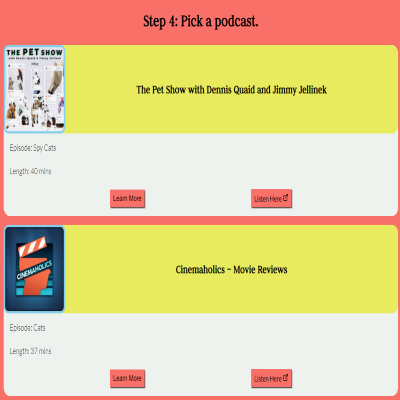 Step 4: Pick a podcast.
THE PET SHOW
with Dennis Quaid and Jimmy Jellinek
The Pet Show with Dennis Quaid and Jimmy Jellinek
Episode: Spy Cats
Length: 40 mins
Learn More
Listen Here
CINEMAHOLICS
Cinemaholics – Movie Reviews
Episode: Cats
Length: 37 mins
Learn More
Listen Here